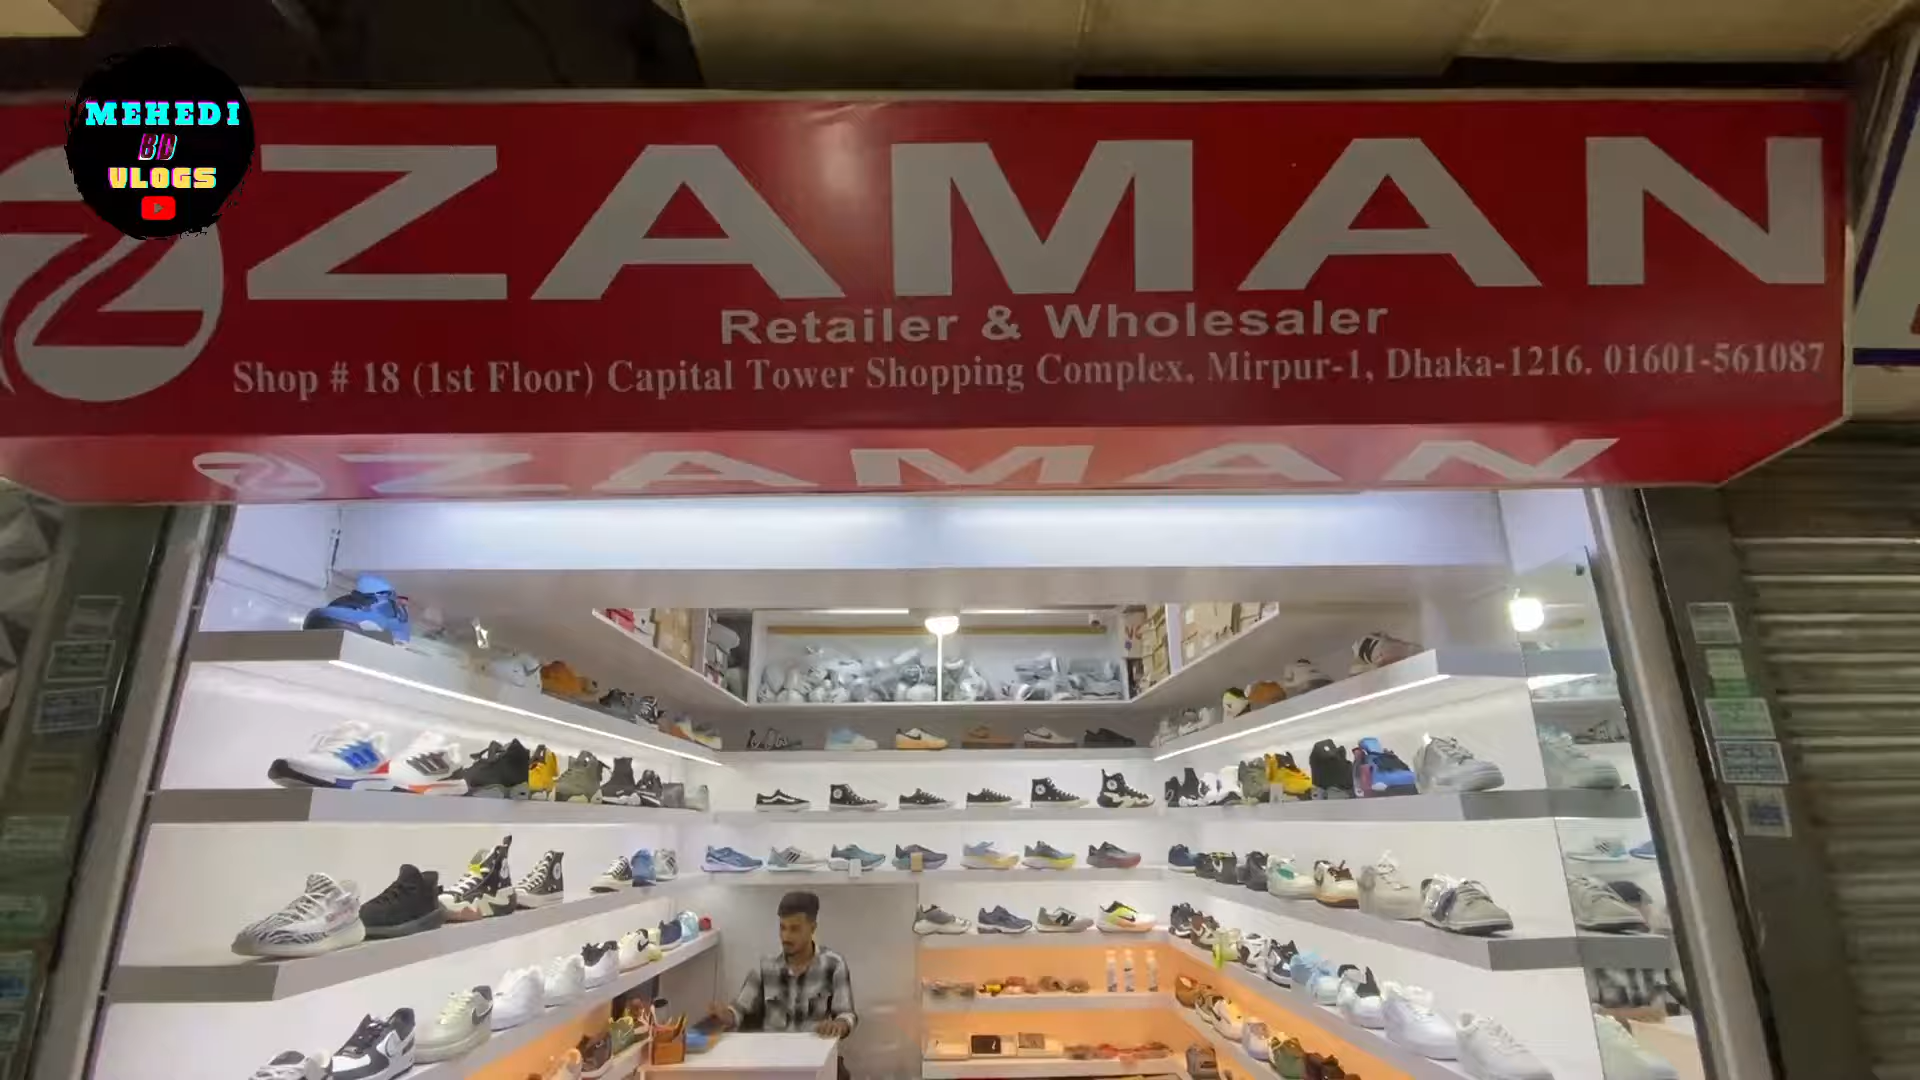 MEHEDI
BD
VLOGS
ZAMAN
Retailer & Wholesaler
Shop # 18 (1st Floor) Capital Tower Shopping Complex. Mirpur-1, Dhaka-1216. 01601-561087
ZAMAN